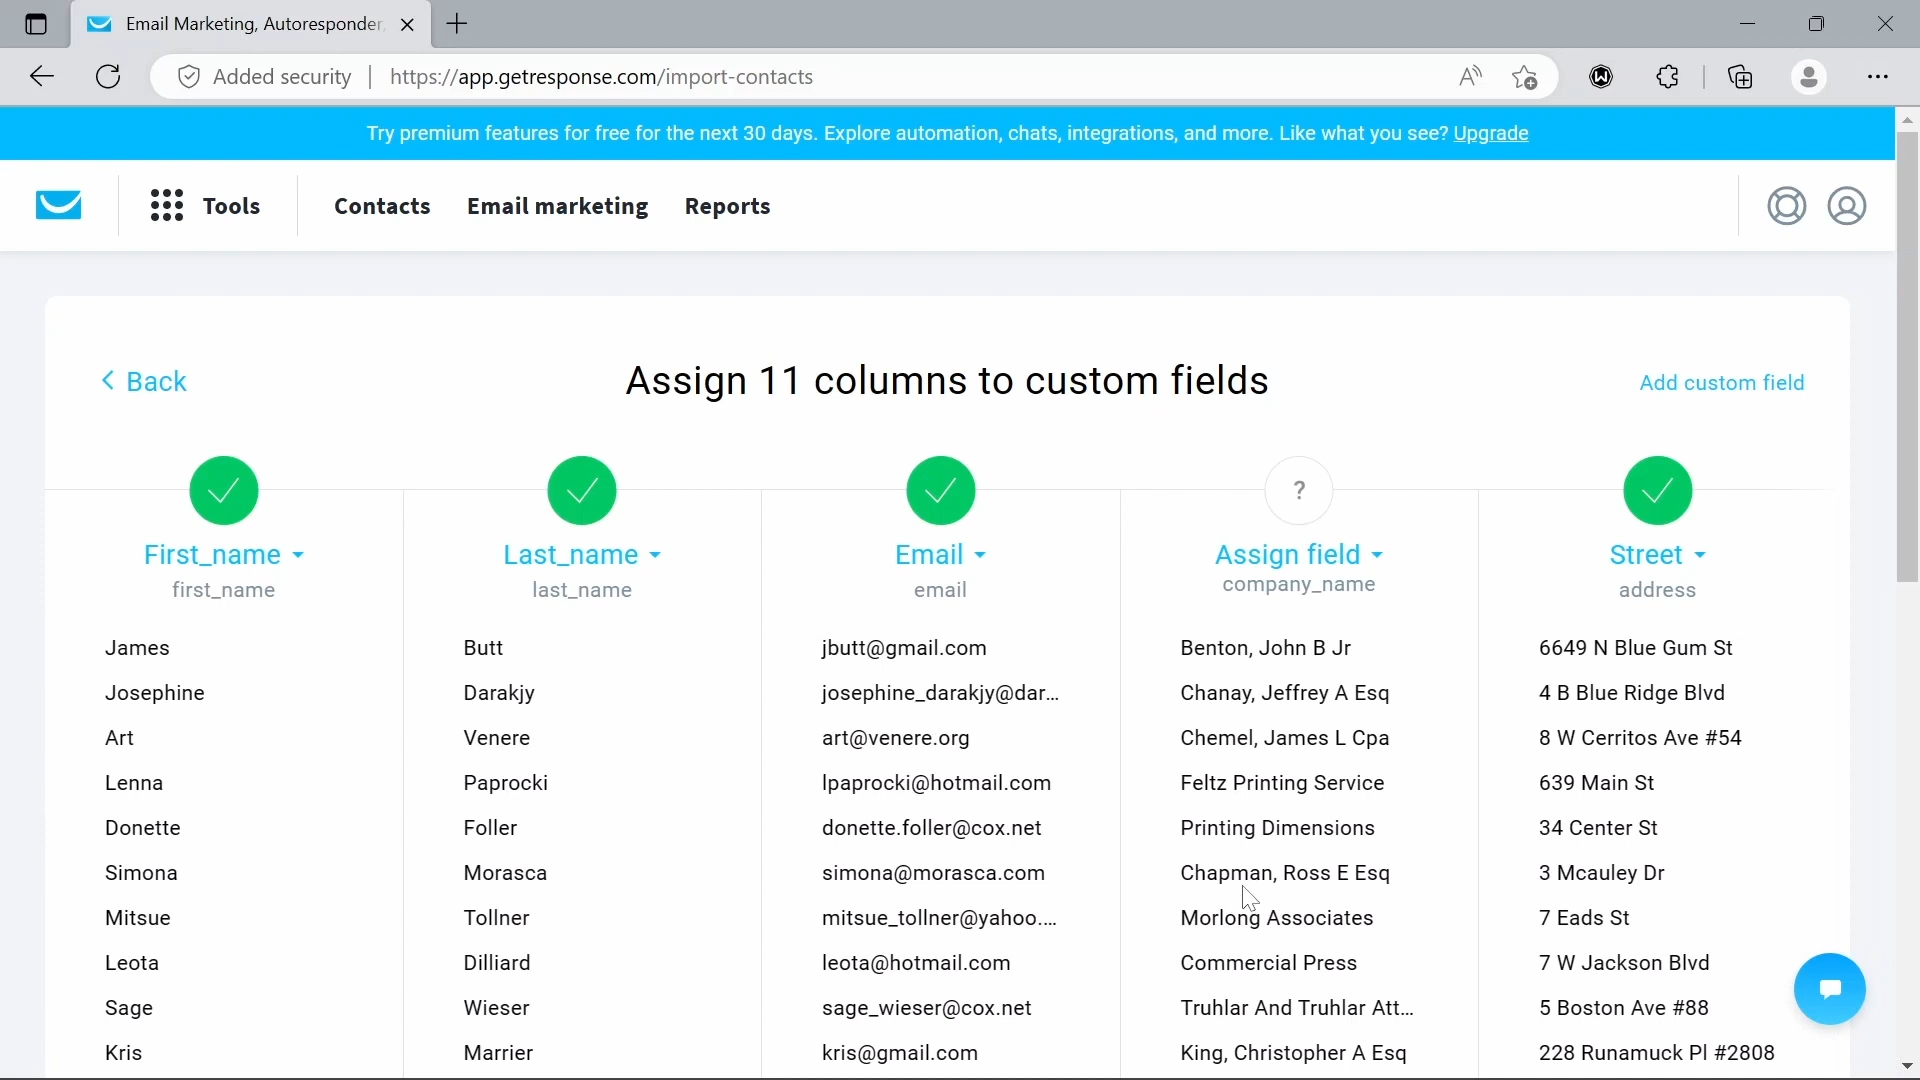 Email Marketing, Autoresponder,
Added security
https://app.getresponse.com/import-contacts
Try premium features for free for the next 30 days. Explore automation, chats, integrations, and more. Like what you see? Upgrade
Tools
Contacts
Email marketing
Reports
Back
Assign 11 columns to custom fields
Add custom field
?
First_name
Last_name
Email
Assign field
Street
first_name
last_name
email
company_name
address
James
Butt
jbutt@gmail.com
Benton, John B Jr
6649 N Blue Gum St
Josephine
Darakjy
josephine_darakjy@dar...
Chanay, Jeffrey A Esq
4 B Blue Ridge Blvd
Art
Venere
art@venere.org
Chemel, James L Cpa
8 W Cerritos Ave #54
Lenna
Paprocki
lpaprocki@hotmail.com
Feltz Printing Service
639 Main St
Donette
Foller
donette.foller@cox.net
Printing Dimensions
34 Center St
Simona
Morasca
simona@morasca.com
Chapman, Ross E Esq
3 Mcauley Dr
Mitsue
Tollner
mitsue_tollner@yahoo....
Morlong Associates
7 Eads St
Leota
Dilliard
leota@hotmail.com
Commercial Press
7 W Jackson Blvd
Sage
Wieser
sage_wieser@cox.net
Truhlar And Truhlar Att...
5 Boston Ave #88
Kris
Marrier
kris@gmail.com
King, Christopher A Esq
228 Runamuck Pl #2808